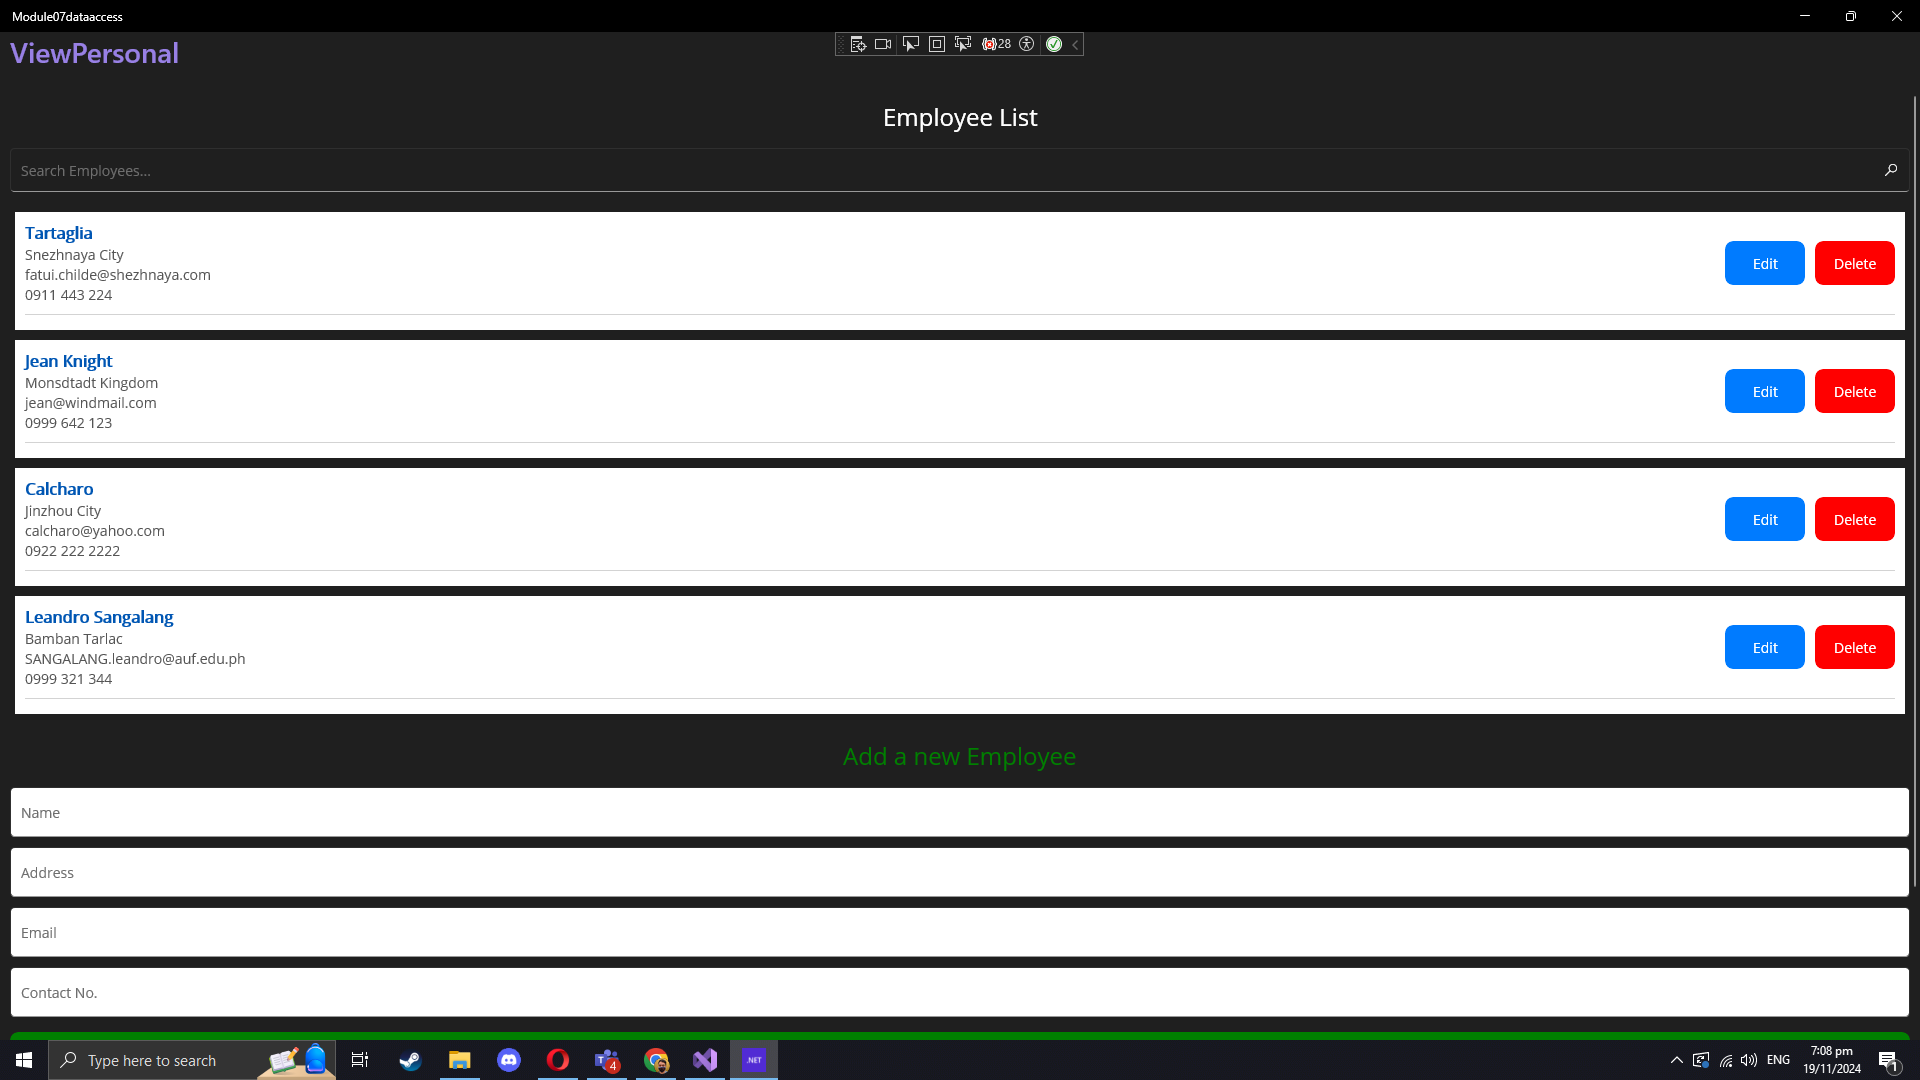 Module07dataaccess
ViewPersonal
28
Employee List
Search Employees...
Tartaglia
Snezhnaya City
fatui.childe@shezhnaya.com
0911 443 224
Edit
Delete
Jean Knight
Monsdtadt Kingdom
jean@windmail.com
0999 642 123
Edit
Delete
Calcharo
Jinzhou City
calcharo@yahoo.com
0922 222 2222
Edit
Delete
Leandro Sangalang
Bamban Tarlac
SANGALANG.leandro@auf.edu.ph
0999 321 344
Edit
Delete
Add a new Employee
Name
Address
Email
Contact No.
Type here to search
T
4
.NET
ENG
7:08 pm
19/11/2024
1